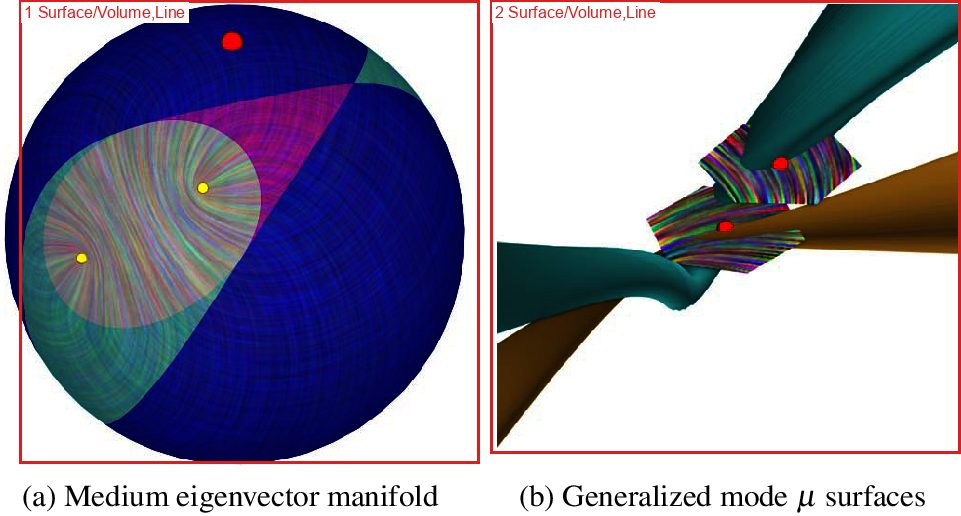 1 Surface/Volume,Line
2 Surface/Volume,Line
(a) Medium eigenvector manifold
(b) Generalized mode μ surfaces